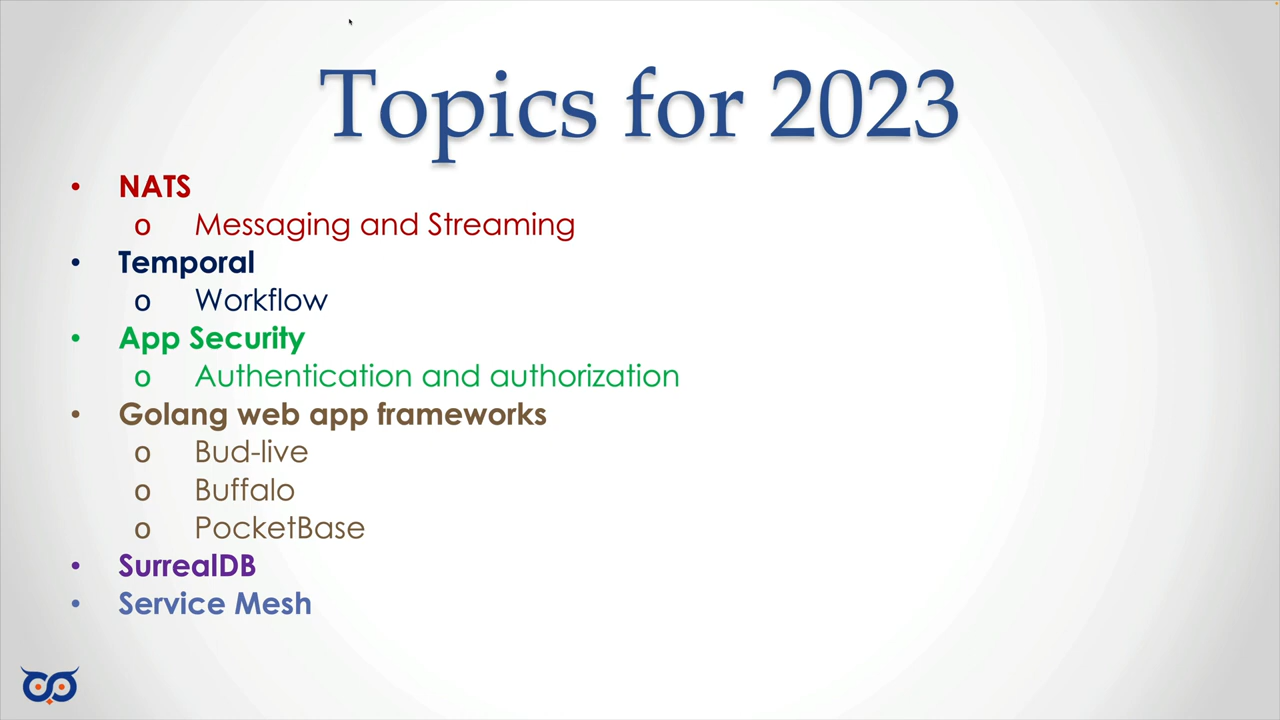 Topics for 2023
• NATS
o Messaging and Streaming
• Temporal
o Workflow
• App Security
o Authentication and authorization
• Golang web app frameworks
o Bud-live
o Buffalo
o PocketBase
• SurrealDB
• Service Mesh